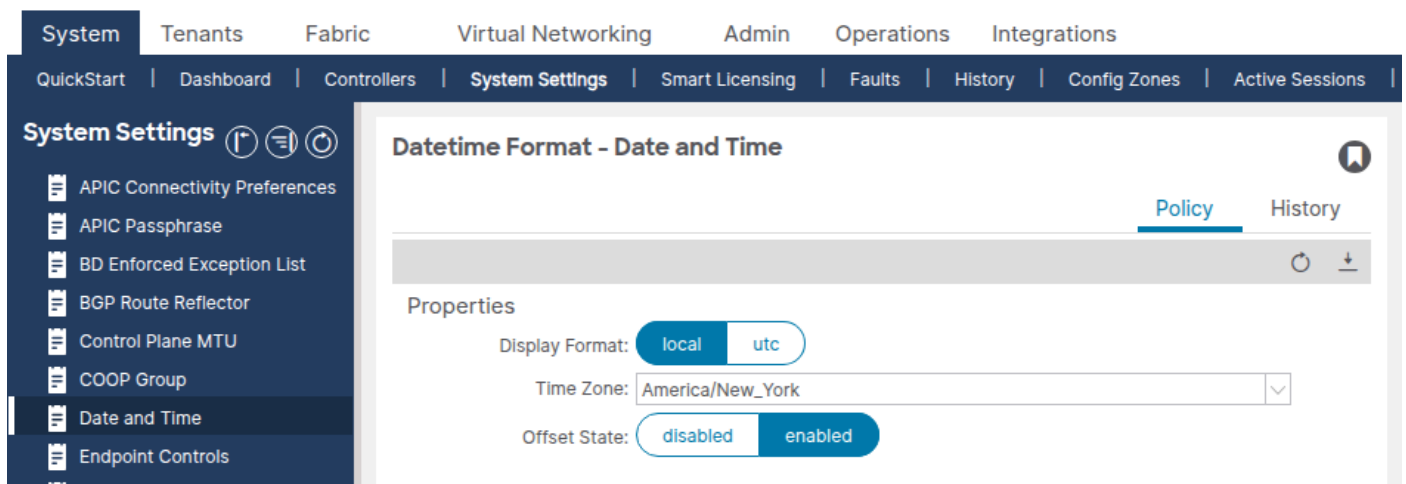 System Tenants Fabric Virtual Networking Admin Operations Integrations
QuickStart | Dashboard | Controllers | System Settings | Smart Licensing | Faults | History | Config Zones | Active Sessions |
System Settings
APIC Connectivity Preferences
APIC Passphrase
BD Enforced Exception List
BGP Route Reflector
Control Plane MTU
COOP Group
Date and Time
Endpoint Controls
Datetime Format - Date and Time
Policy History
Properties
Display Format: local utc
Time Zone: America/New_York
Offset State: disabled enabled